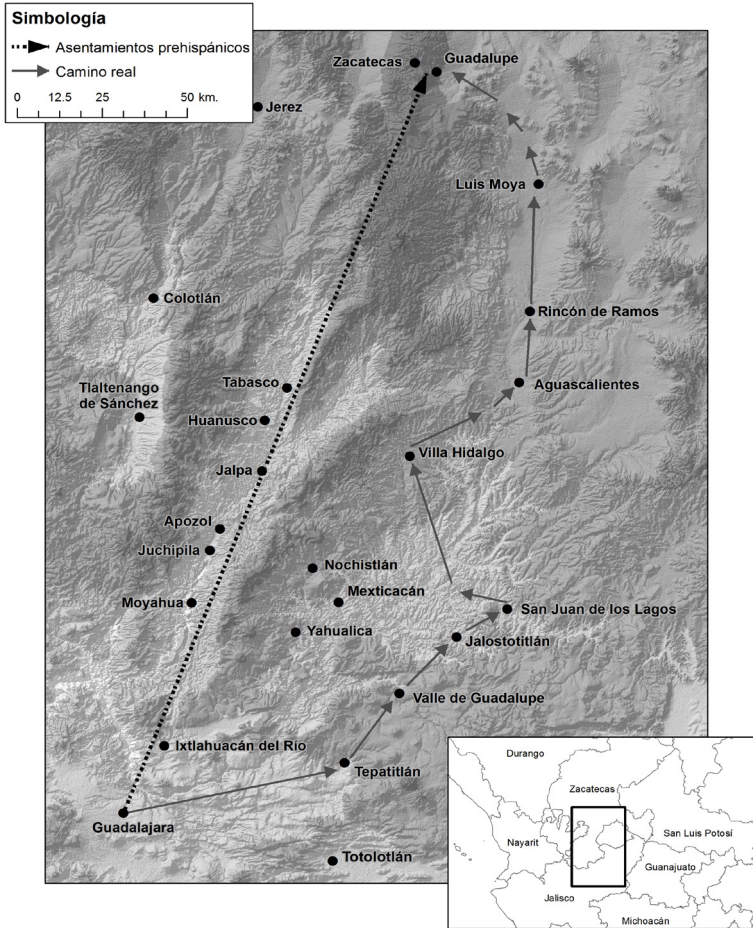 Simbología
Asentamientos prehispánicos
Camino real
0 12.5 25 50 km.
Zacatecas
Guadalupe
Jerez
Luis Moya
Colotlán
Rincón de Ramos
Tabasco
Aguascalientes
Tlaltenango
de Sánchez
Huanusco
Villa Hidalgo
Jalpa
Apozol
Juchipila
Nochistlán
Mexticacán
Moyahua
San Juan de los Lagos
Yahualica
Jalostotitlán
Valle de Guadalupe
Ixtlahuacán del Río
Tepatitlán
Guadalajara
Totolotlán
Durango
Zacatecas
San Luis Potosí
Nayarit
Guanajuato
Jalisco
Michoacán